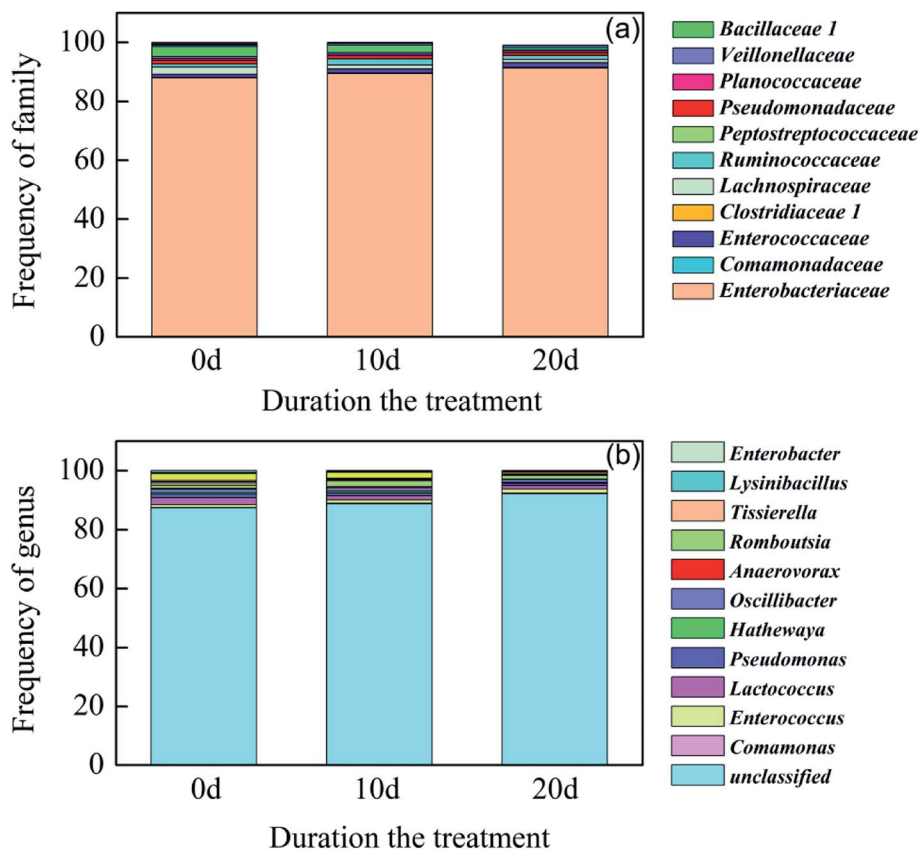 (a)
100
80
60
40
20
0
Frequency of family
0d 10d 20d
Duration the treatment
Bacillaceae 1
Veillonellaceae
Planococcaceae
Pseudomonadaceae
Peptostreptococcaceae
Ruminococcaceae
Lachnospiraceae
Clostridiaceae 1
Enterococcaceae
Comamonadaceae
Enterobacteriaceae
(b)
100
80
60
40
20
0
Frequency of genus
0d 10d 20d
Duration the treatment
Enterobacter
Lysinibacillus
Tissierella
Romboutsia
Anaerovorax
Oscillibacter
Hathewaya
Pseudomonas
Lactococcus
Enterococcus
Comamonas
unclassified